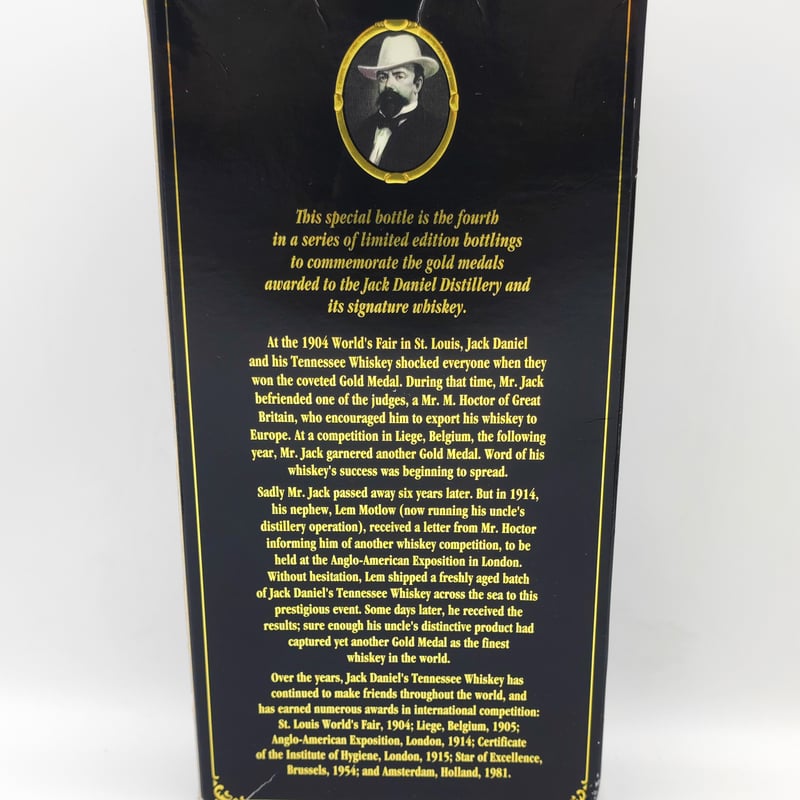 This special bottle is the fourth
in a series of limited edition bottlings
to commemorate the gold medals
awarded to the Jack Daniel Distillery and
its signature whiskey.
At the 1904 World's Fair in St. Louis, Jack Daniel
and his Tennessee Whiskey shocked everyone when they
won the coveted Gold Medal. During that time, Mr. Jack
befriended one of the judges, a Mr. M. Hoctor of Great
Britain, who encouraged him to export his whiskey to
Europe. At a competition in Liege, Belgium, the following
year, Mr. Jack garnered another Gold Medal. Word of his
whiskey's success was beginning to spread.
Sadly Mr. Jack passed away six years later. But in 1914,
his nephew, Lem Motlow (now running his uncle's
distillery operation), received a letter from Mr. Hoctor
informing him of another whiskey competition, to be
held at the Anglo-American Exposition in London.
Without hesitation, Lem shipped a freshly aged batch
of Jack Daniel's Tennessee Whiskey across the sea to this
prestigious event. Some days later, he received the
results; sure enough his uncle's distinctive product had
captured yet another Gold Medal as the finest
whiskey in the world.
Over the years, Jack Daniel's Tennessee Whiskey has
continued to make friends throughout the world, and
has earned numerous awards in international competition:
St. Louis World's Fair, 1904; Liege, Belgium, 1905;
Anglo-American Exposition, London, 1914; Certificate
of the Institute of Hygiene, London, 1915; Star of Excellence,
Brussels, 1954; and Amsterdam, Holland, 1981.